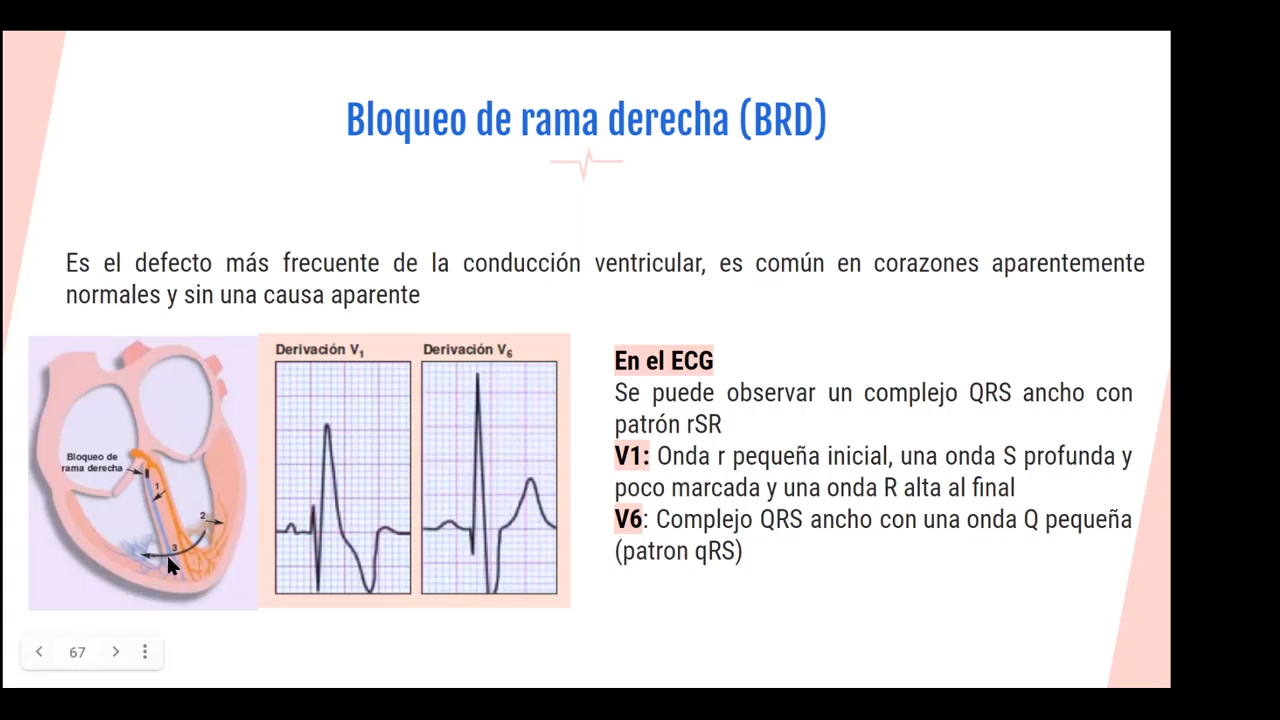 Bloqueo de rama derecha (BRD)
Es el defecto más frecuente de la conducción ventricular, es común en corazones aparentemente
normales y sin una causa aparente
Bloqueo de
rama derecha
1
2
3
Derivación V1
Derivación V6
En el ECG
Se puede observar un complejo QRS ancho con
patrón rSR
V1: Onda r pequeña inicial, una onda S profunda y
poco marcada y una onda R alta al final
V6: Complejo QRS ancho con una onda Q pequeña
(patron qRS)
67